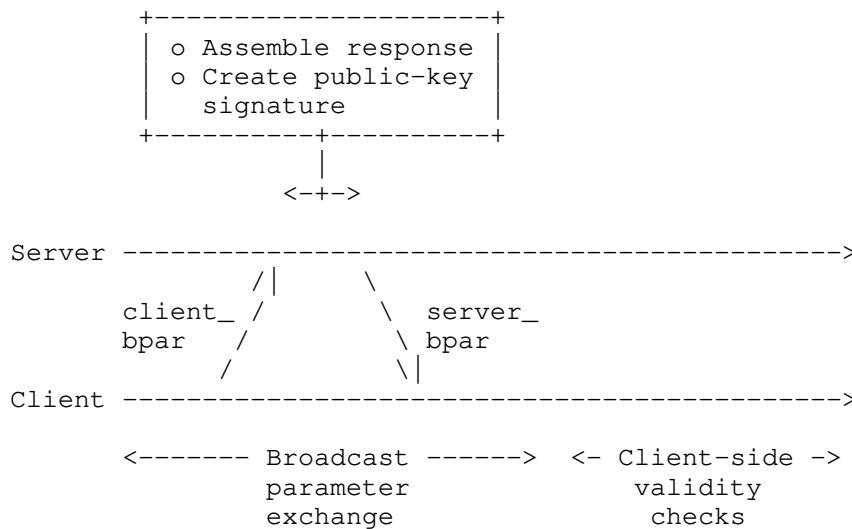 o Assemble response
o Create public-key
signature
Server
client_ server_
bpar bpar
Client
Broadcast Client-side
parameter validity
exchange checks